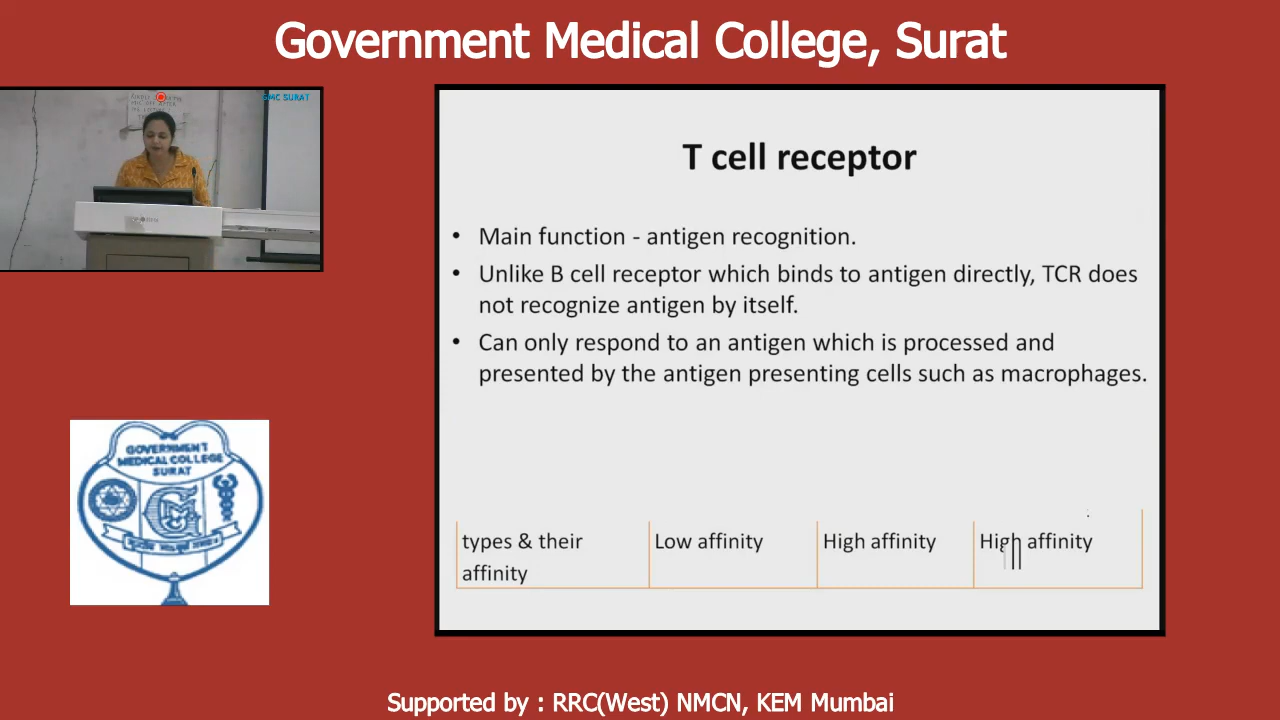 Government Medical College, Surat
GMC SURAT
T cell receptor
• Main function - antigen recognition.
• Unlike B cell receptor which binds to antigen directly, TCR does
not recognize antigen by itself.
• Can only respond to an antigen which is processed and
presented by the antigen presenting cells such as macrophages.
types & their Low affinity High affinity High affinity
affinity
GOVERNMENT
MEDICAL COLLEGE
SURAT
Supported by : RRC(West) NMCN, KEM Mumbai